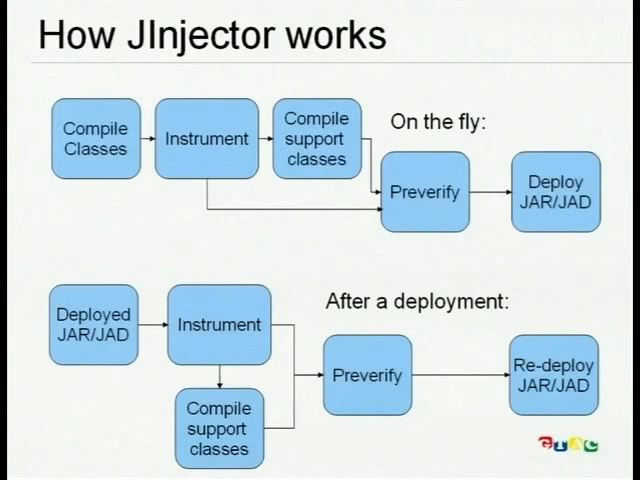 How JInjector works
On the fly:
Compile
Classes
Instrument
Compile
support
classes
Preverify
Deploy
JAR/JAD
After a deployment:
Deployed
JAR/JAD
Instrument
Compile
support
classes
Preverify
Re-deploy
JAR/JAD
GTAC